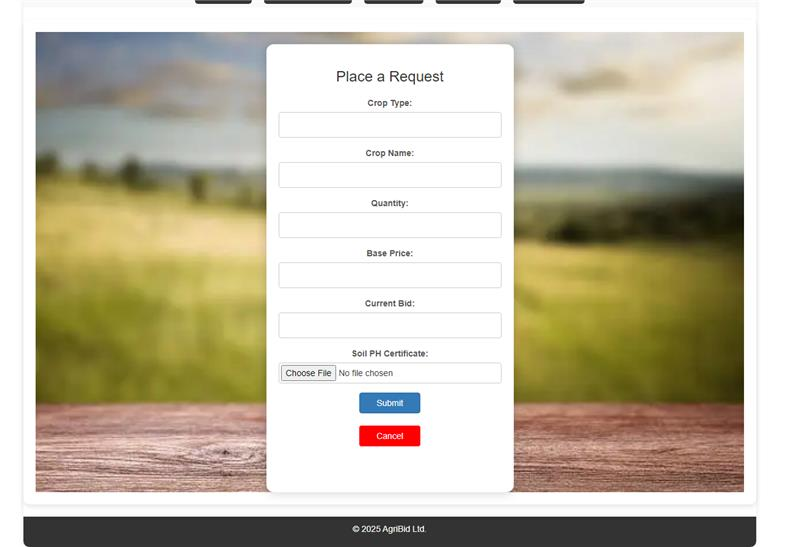 Place a Request
Crop Type:
Crop Name:
Quantity:
Base Price:
Current Bid:
Soil PH Certificate:
Choose File No file chosen
Submit
Cancel
© 2025 AgriBid Ltd.